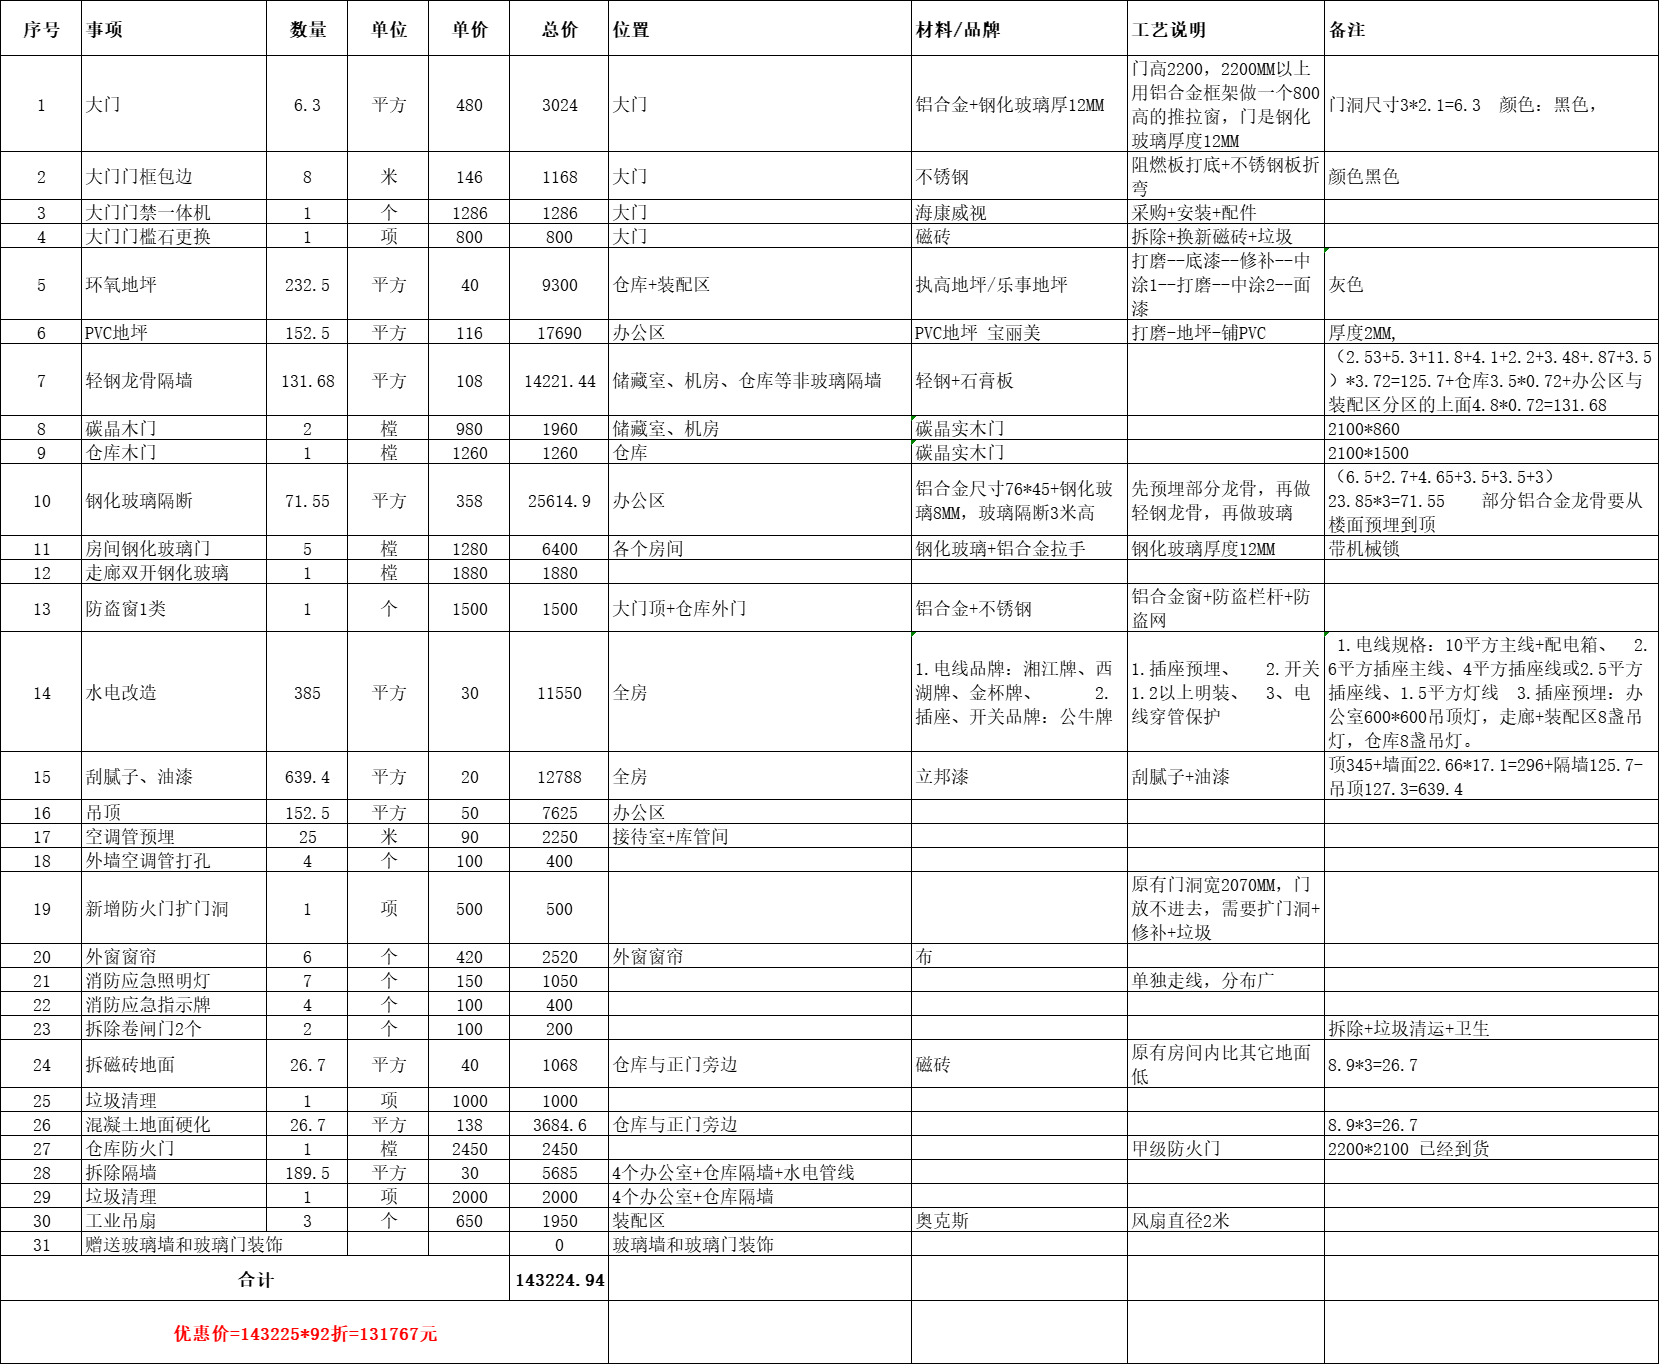 序号 事项 数量 单位 单价 总价 位置 材料/品牌 工艺说明 备注
1 大门 6.3 平方 480 3024 大门 铝合金+钢化玻璃厚12MM 门高2200，2200MM以上用铝合金框架做一个800高的推拉窗，门是钢化玻璃厚度12MM 门洞尺寸3*2.1=6.3 颜色：黑色，
2 大门门框包边 8 米 146 1168 大门 不锈钢 阻燃板打底+不锈钢板折弯 颜色黑色
3 大门门禁一体机 1 个 1286 1286 大门 海康威视 采购+安装+配件
4 大门门槛石更换 1 项 800 800 大门 磁砖 拆除+换新磁砖+垃圾
5 环氧地坪 232.5 平方 40 9300 仓库+装配区 执高地坪/乐事地坪 打磨--底漆--修补--中涂1--打磨--中涂2--面漆 灰色
6 PVC地坪 152.5 平方 116 17690 办公区 PVC地坪 宝丽美 打磨-地坪-铺PVC 厚度2MM,
7 轻钢龙骨隔墙 131.68 平方 108 14221.44 储藏室、机房、仓库等非玻璃隔墙 轻钢+石膏板 （2.53+5.3+11.8+4.1+2.2+3.48+.87+3.5）*3.72=125.7+仓库3.5*0.72+办公区与装配区分区的上面4.8*0.72=131.68
8 碳晶木门 2 樘 980 1960 储藏室、机房 碳晶实木门 2100*860
9 仓库木门 1 樘 1260 1260 仓库 碳晶实木门 2100*1500
10 钢化玻璃隔断 71.55 平方 358 25614.9 办公区 铝合金尺寸76*45+钢化玻璃8MM，玻璃隔断3米高 先预埋部分龙骨，再做轻钢龙骨，再做玻璃 （6.5+2.7+4.65+3.5+3.5+3）23.85*3=71.55 部分铝合金龙骨要从楼面预埋到顶
11 房间钢化玻璃门 5 樘 1280 6400 各个房间 钢化玻璃+铝合金拉手 钢化玻璃厚度12MM 带机械锁
12 走廊双开钢化玻璃 1 樘 1880 1880
13 防盗窗1类 1 个 1500 1500 大门顶+仓库外门 铝合金+不锈钢 铝合金窗+防盗栏杆+防盗网
14 水电改造 385 平方 30 11550 全房 1.电线品牌：湘江牌、西湖牌、金杯牌、 2.插座、开关品牌：公牛牌 1.插座预埋、 2.开关1.2以上明装、 3、电线穿管保护 1.电线规格：10平方主线+配电箱、 2.6平方插座主线、4平方插座线或2.5平方插座线、1.5平方灯线 3.插座预埋：办公室600*600吊顶灯，走廊+装配区8盏吊灯，仓库8盏吊灯。
15 刮腻子、油漆 639.4 平方 20 12788 全房 立邦漆 刮腻子+油漆 顶345+墙面22.66*17.1=296+隔墙125.7-吊顶127.3=639.4
16 吊顶 152.5 平方 50 7625 办公区
17 空调管预埋 25 米 90 2250 接待室+库管间
18 外墙空调管打孔 4 个 100 400
19 新增防火门扩门洞 1 项 500 500 原有门洞宽2070MM，门放不进去，需要扩门洞+修补+垃圾
20 外窗窗帘 6 个 420 2520 外窗窗帘 布
21 消防应急照明灯 7 个 150 1050 单独走线，分布广
22 消防应急指示牌 4 个 100 400
23 拆除卷闸门2个 2 个 100 200 拆除+垃圾清运+卫生
24 拆磁砖地面 26.7 平方 40 1068 仓库与正门旁边 磁砖 原有房间内比其它地面低 8.9*3=26.7
25 垃圾清理 1 项 1000 1000
26 混凝土地面硬化 26.7 平方 138 3684.6 仓库与正门旁边 8.9*3=26.7
27 仓库防火门 1 樘 2450 2450 甲级防火门 2200*2100 已经到货
28 拆除隔墙 189.5 平方 30 5685 4个办公室+仓库隔墙+水电管线
29 垃圾清理 1 项 2000 2000 4个办公室+仓库隔墙
30 工业吊扇 3 个 650 1950 装配区 奥克斯 风扇直径2米
31 赠送玻璃墙和玻璃门装饰 0 玻璃墙和玻璃门装饰
合计 143224.94
优惠价=143225*92折=131767元